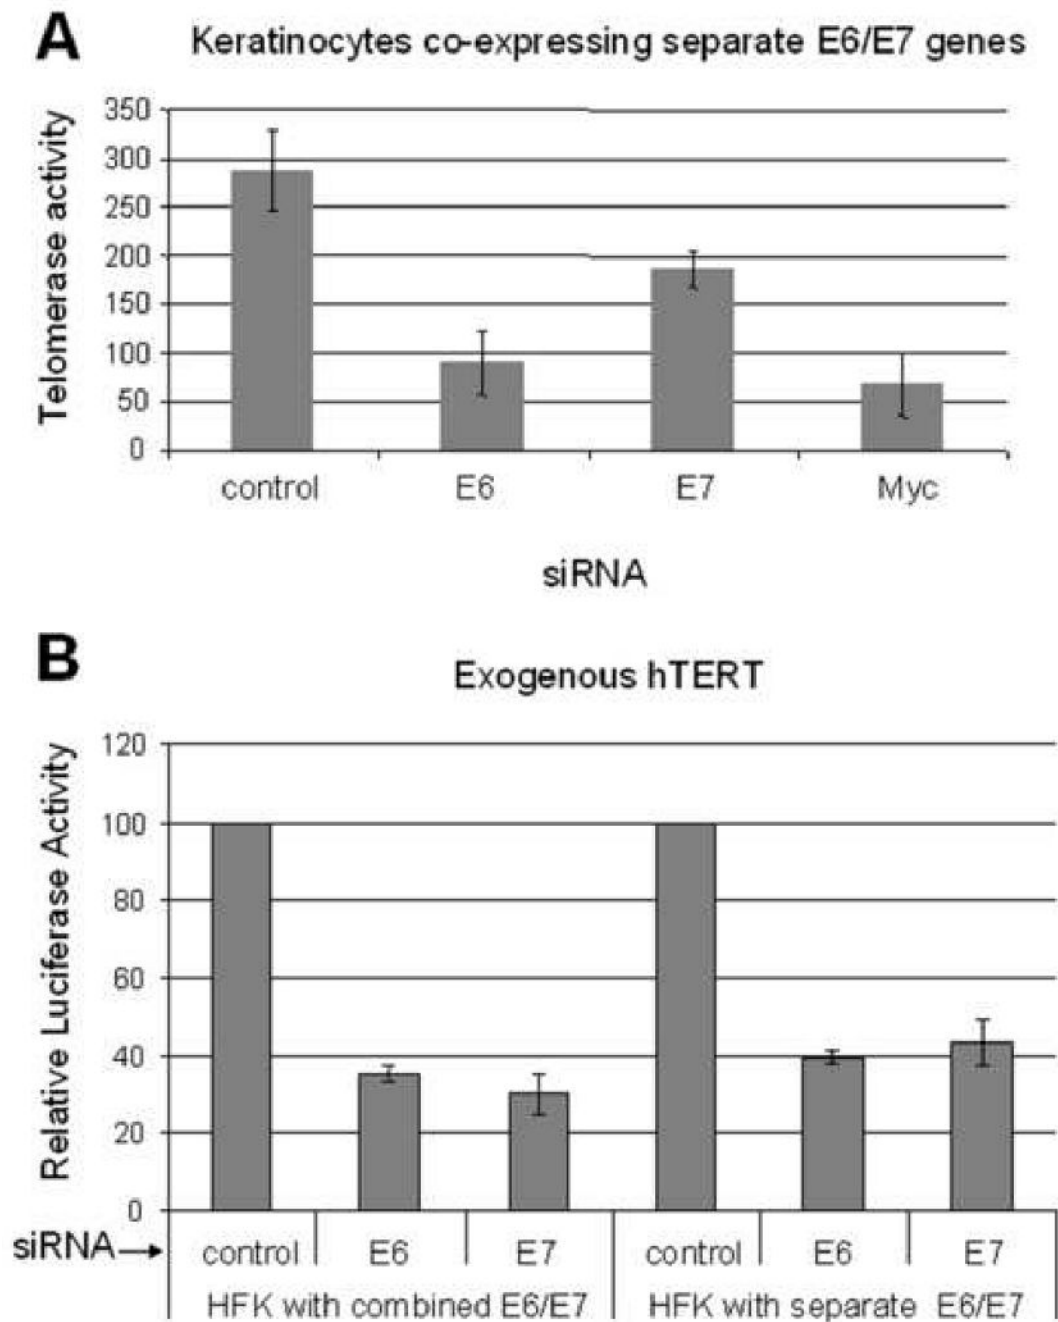 A
Keratinocytes co-expressing separate E6/E7 genes
Telomerase activity
350
300
250
200
150
100
50
0
control E6 E7 Myc
siRNA
B
Exogenous hTERT
Relative Luciferase Activity
120
100
80
60
40
20
0
siRNA→ control E6 E7 control E6 E7
HFK with combined E6/E7 HFK with separate E6/E7